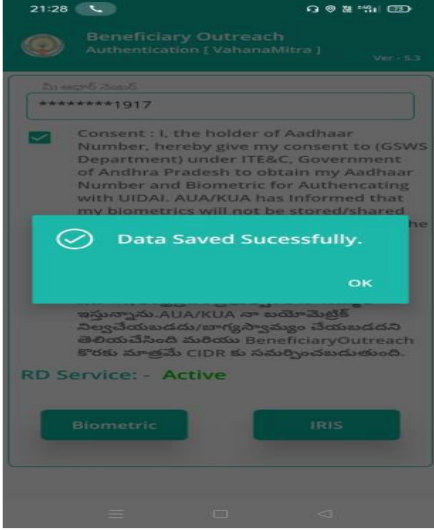 21:28
Beneficiary Outreach
Authentication [ VahanaMitra ]
Ver - 5.3
మీ ఆధార్ నెంబర్
********1917
Consent : I, the holder of Aadhaar
Number, hereby give my consent to (GSWS
Department) under ITE&C, Government
of Andhra Pradesh to obtain my Aadhaar
Number and Biometric for Authencating
with UIDAI. AUA/KUA has Informed that
my biometrics will not be stored/shared
he
Data Saved Sucessfully.
OK
ఇస్తున్నాను.AUA/KUA నా బయోమెట్రిక్
నిల్వచేయబడదు/భాగ్యస్వామ్యం చేయబడదని
తెలియచేసింది మరియు BeneficiaryOutreach
కొరకు మాత్రమే CIDR కు సమర్పించబడుతుంది.
RD Service: - Active
Biometric
IRIS